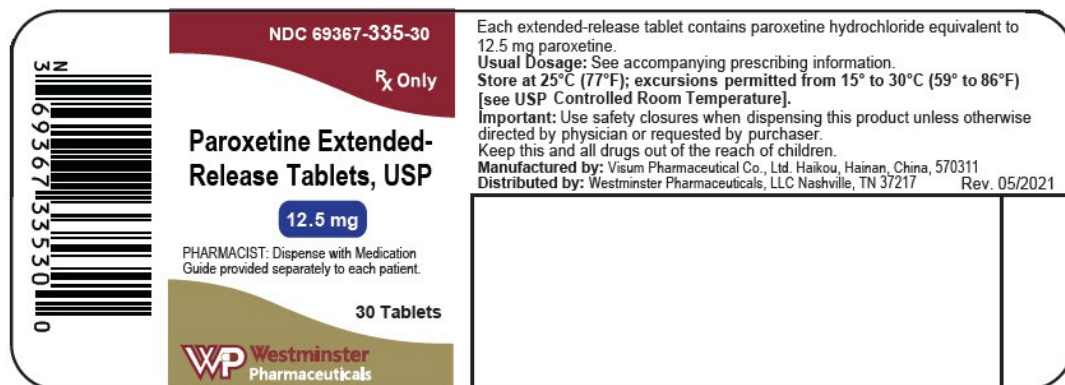 N
3 69367 33530 0
NDC 69367-335-30
Rx Only
Paroxetine Extended-
Release Tablets, USP
12.5 mg
PHARMACIST: Dispense with Medication
Guide provided separately to each patient.
30 Tablets
WP Westminster
Pharmaceuticals
Each extended-release tablet contains paroxetine hydrochloride equivalent to
12.5 mg paroxetine.
Usual Dosage: See accompanying prescribing information.
Store at 25°C (77°F); excursions permitted from 15° to 30°C (59° to 86°F)
[see USP Controlled Room Temperature].
Important: Use safety closures when dispensing this product unless otherwise
directed by physician or requested by purchaser.
Keep this and all drugs out of the reach of children.
Manufactured by: Visum Pharmaceutical Co., Ltd. Haikou, Hainan, China, 570311
Distributed by: Westminster Pharmaceuticals, LLC Nashville, TN 37217 Rev. 05/2021